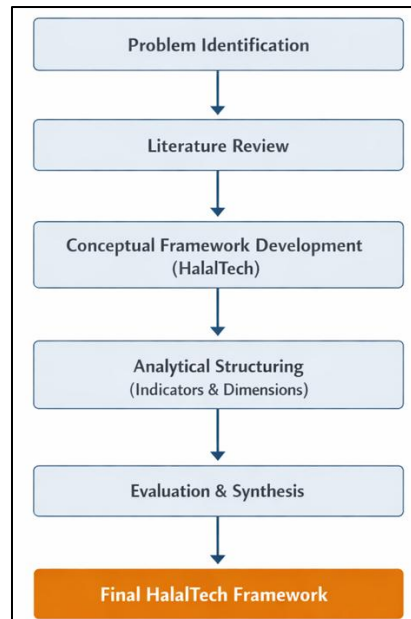 Problem Identification
Literature Review
Conceptual Framework Development
(HalalTech)
Analytical Structuring
(Indicators & Dimensions)
Evaluation & Synthesis
Final HalalTech Framework